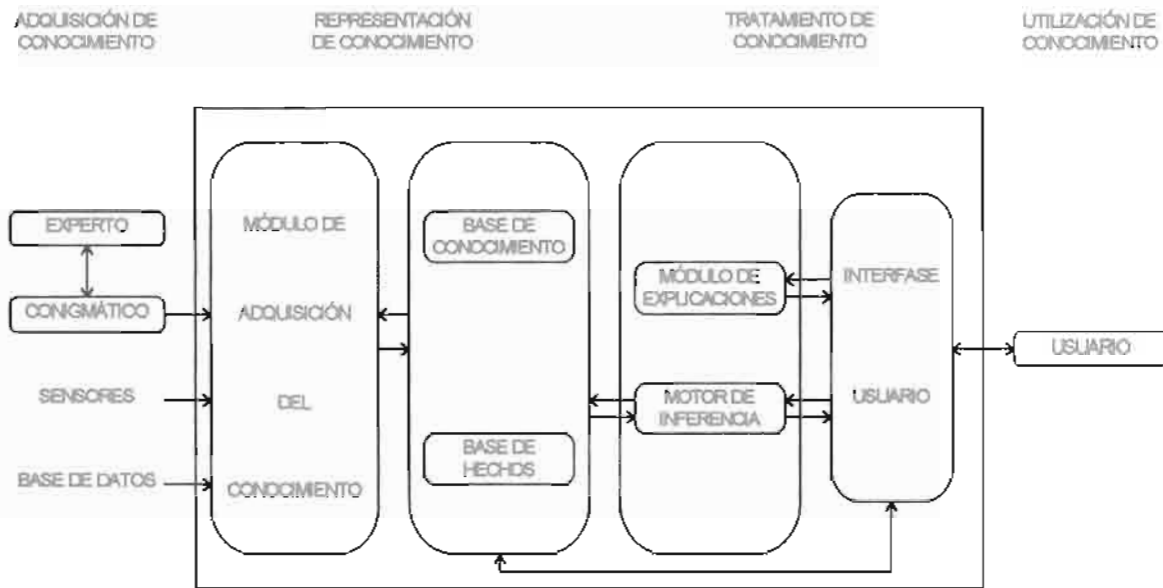 ADQUISICIÓN DE
CONOCIMIENTO
REPRESENTACIÓN
DE CONOCIMIENTO
TRATAMIENTO DE
CONOCIMIENTO
UTILIZACIÓN DE
CONOCIMIENTO
EXPERTO
CONIGMÁTICO
SENSORES
BASE DE DATOS
MÓDULO DE
ADQUISICIÓN
DEL
CONOCIMIENTO
BASE DE
CONOCIMIENTO
BASE DE
HECHOS
MÓDULO DE
EXPLICACIONES
MOTOR DE
INFERENCIA
INTERFASE
USUARIO
USUARIO